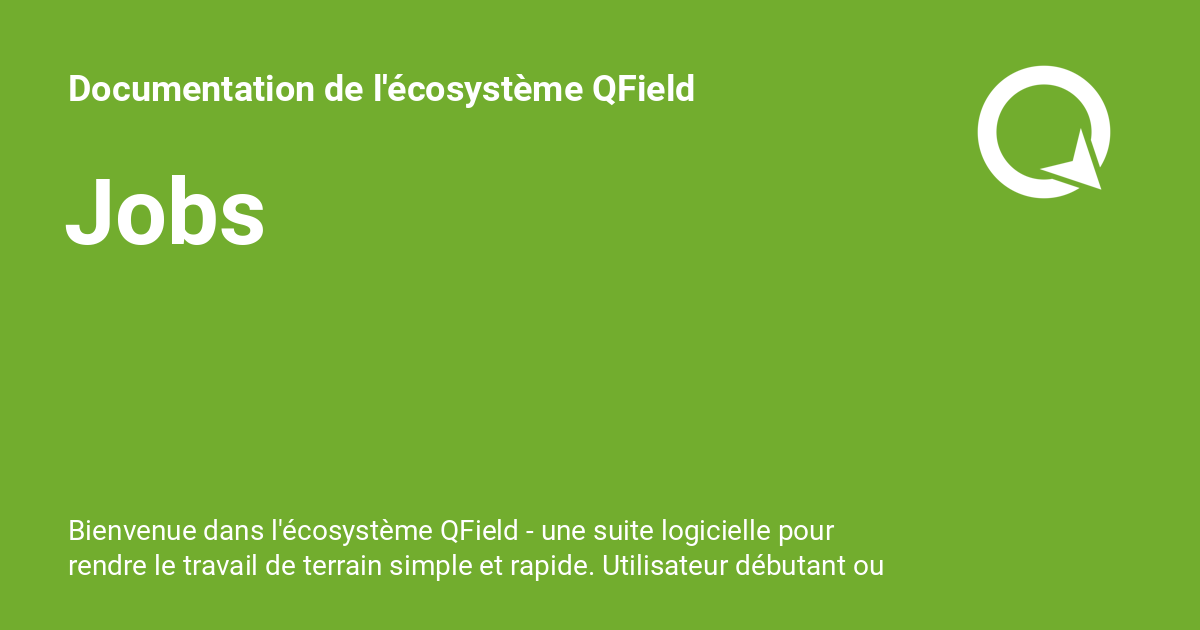 Documentation de l'écosystème QField
Jobs
Bienvenue dans l'écosystème QField - une suite logicielle pour
rendre le travail de terrain simple et rapide. Utilisateur débutant ou